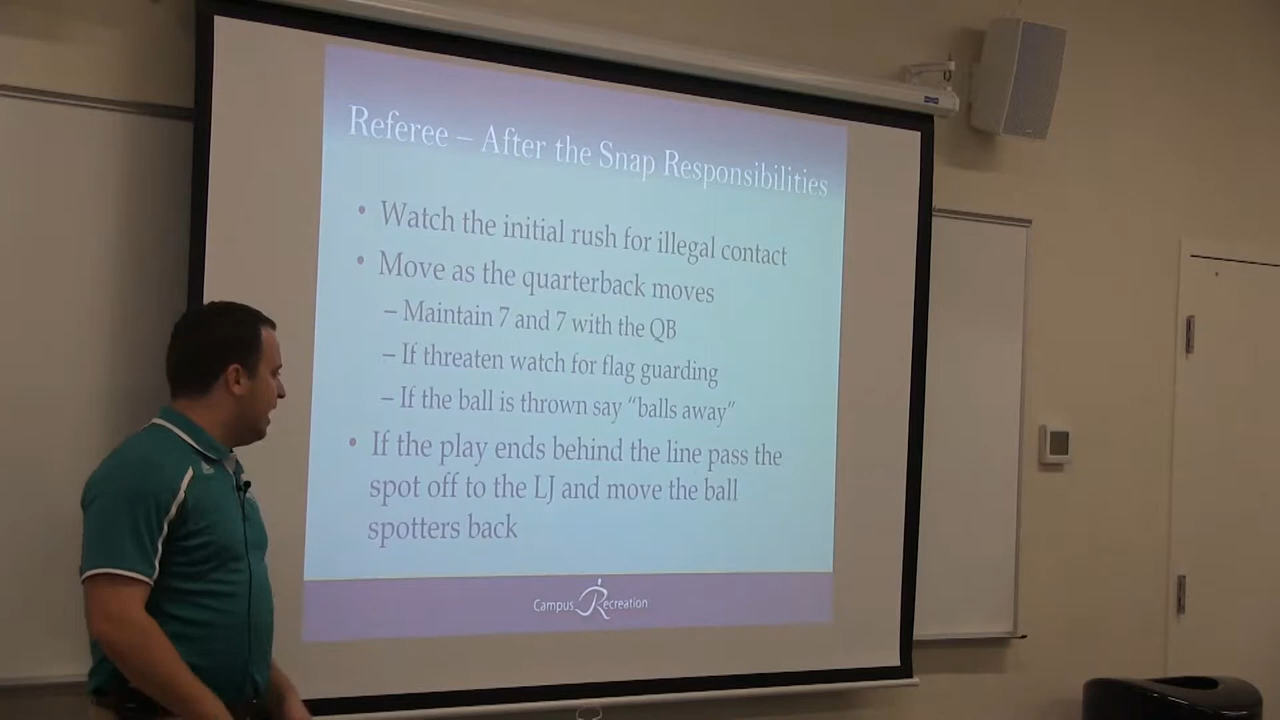 Referee – After the Snap Responsibilities
• Watch the initial rush for illegal contact
• Move as the quarterback moves
– Maintain 7 and 7 with the QB
– If threaten watch for flag guarding
– If the ball is thrown say “balls away”
• If the play ends behind the line pass the
spot off to the LJ and move the ball
spotters back
Campus Recreation